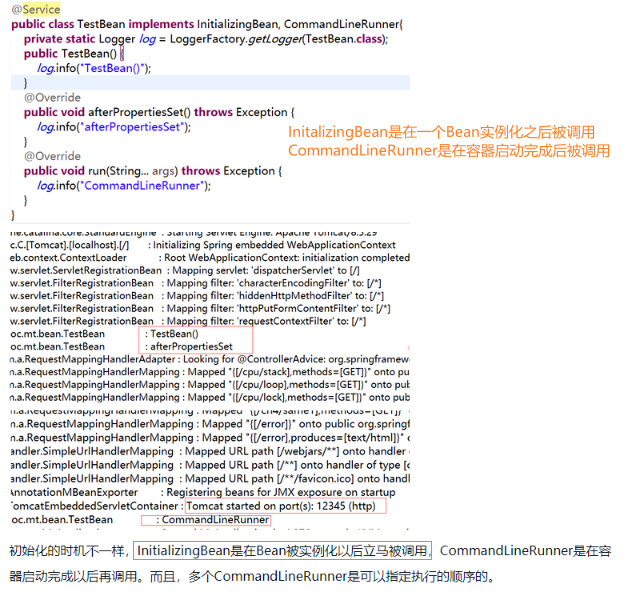 @Service
public class TestBean implements InitializingBean, CommandLineRunner{
private static Logger log = LoggerFactory.getLogger(TestBean.class);
public TestBean() {
log.info("TestBean()");
}
@Override
public void afterPropertiesSet() throws Exception {
log.info("afterPropertiesSet");
}
@Override
public void run(String... args) throws Exception {
log.info("CommandLineRunner");
}
}
InitalizingBean是在一个Bean实例化之后被调用
CommandLineRunner是在容器启动完成后被调用
ne.catalina.core.StandardEngine : Starting Servlet Engine: Apache Tomcat/8.5.29
c.C.[Tomcat].[localhost].[/] : Initializing Spring embedded WebApplicationContext
eb.context.ContextLoader : Root WebApplicationContext: initialization completed
w.servlet.ServletRegistrationBean : Mapping servlet: 'dispatcherServlet' to [/]
w.servlet.FilterRegistrationBean : Mapping filter: 'characterEncodingFilter' to: [/*]
w.servlet.FilterRegistrationBean : Mapping filter: 'hiddenHttpMethodFilter' to: [/*]
w.servlet.FilterRegistrationBean : Mapping filter: 'httpPutFormContentFilter' to: [/*]
w.servlet.FilterRegistrationBean : Mapping filter: 'requestContextFilter' to: [/*]
oc.mt.bean.TestBean : TestBean()
oc.mt.bean.TestBean : afterPropertiesSet
m.a.RequestMappingHandlerAdapter : Looking for @ControllerAdvice: org.springframew
m.a.RequestMappingHandlerMapping : Mapped "{[/cpu/stack],methods=[GET]}" onto pu
m.a.RequestMappingHandlerMapping : Mapped "{[/cpu/loop],methods=[GET]}" onto pub
m.a.RequestMappingHandlerMapping : Mapped "{[/cpu/lock],methods=[GET]}" onto pub
m.a.RequestMappingHandlerMapping : Mapped "{[/ch4/same1],methods=[GET]}"
m.a.RequestMappingHandlerMapping : Mapped "{[/error]}" onto public org.springf
m.a.RequestMappingHandlerMapping : Mapped "{[/error],produces=[text/html]}" o
andler.SimpleUrlHandlerMapping : Mapped URL path [/webjars/**] onto handler o
andler.SimpleUrlHandlerMapping : Mapped URL path [/**] onto handler of type [c
andler.SimpleUrlHandlerMapping : Mapped URL path [/**/favicon.ico] onto handl
AnnotationMBeanExporter : Registering beans for JMX exposure on startup
TomcatEmbeddedServletContainer : Tomcat started on port(s): 12345 (http)
oc.mt.bean.TestBean : CommandLineRunner
初始化的时机不一样，InitializingBean是在Bean被实例化以后立马被调用，CommandLineRunner是在容
器启动完成以后再调用。而且，多个CommandLineRunner是可以指定执行的顺序的。